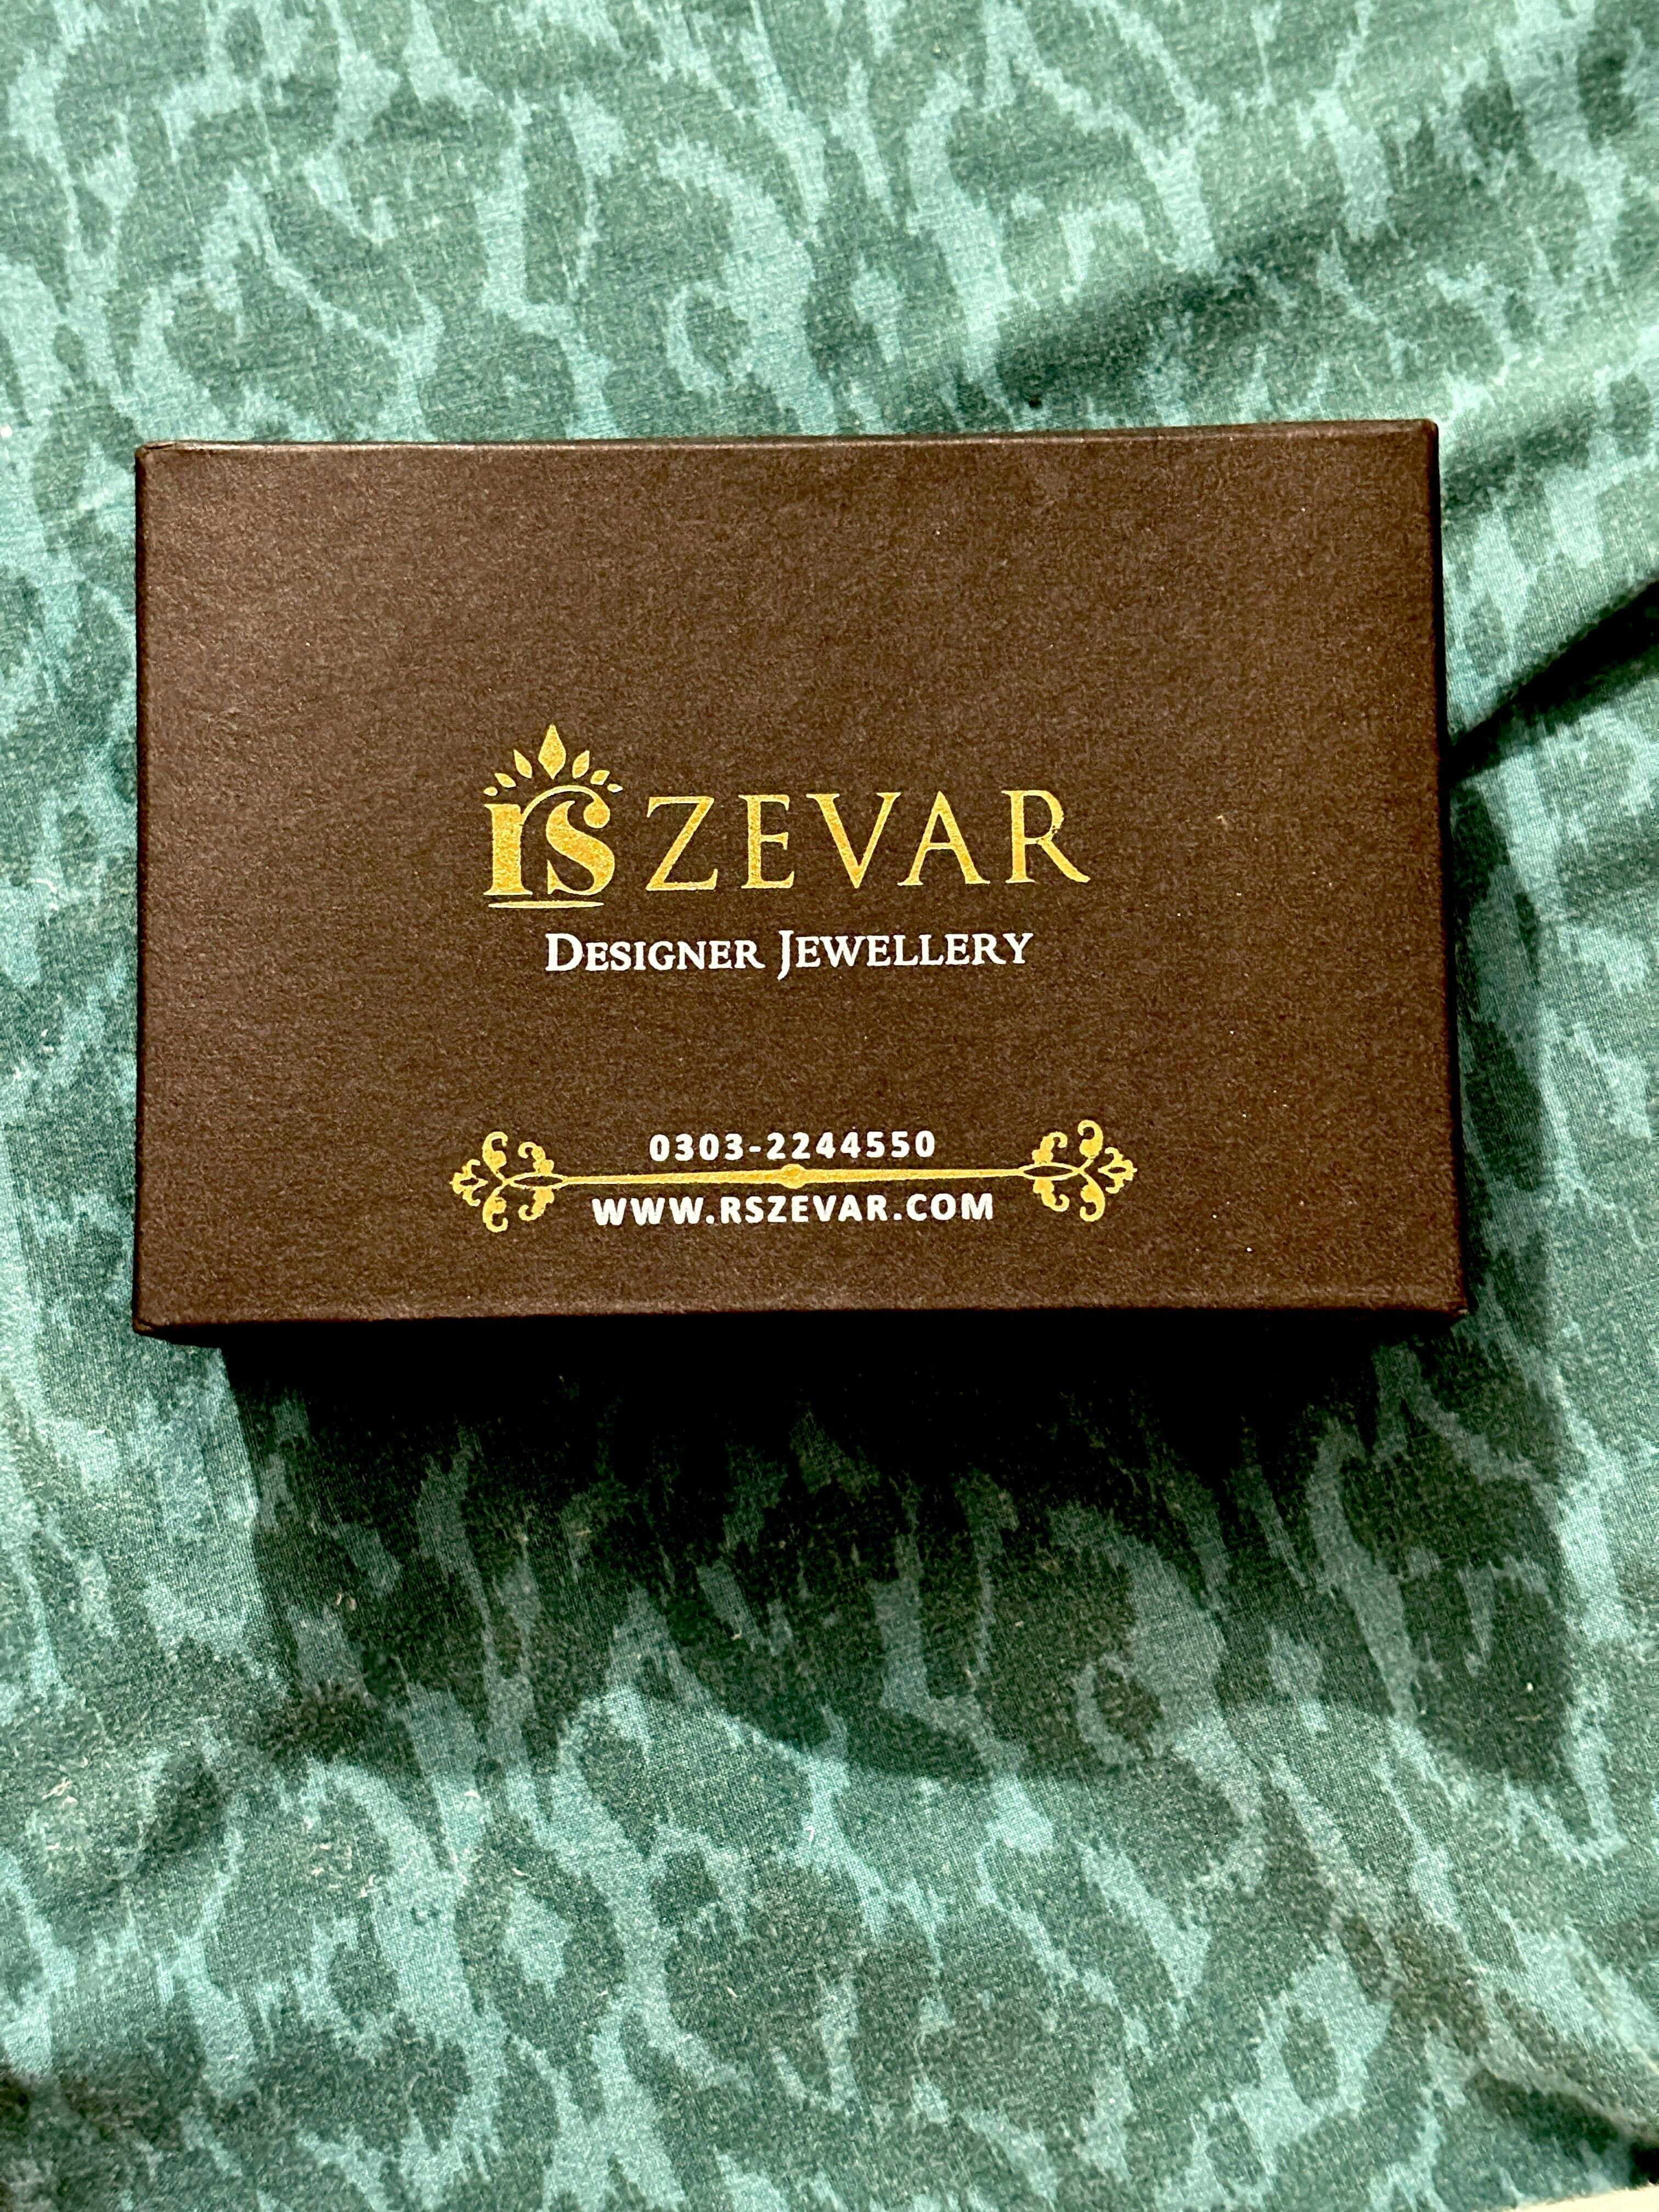 rs ZEVAR
DESIGNER JEWELLERY
0303-2244550
WWW.RSZEVAR.COM